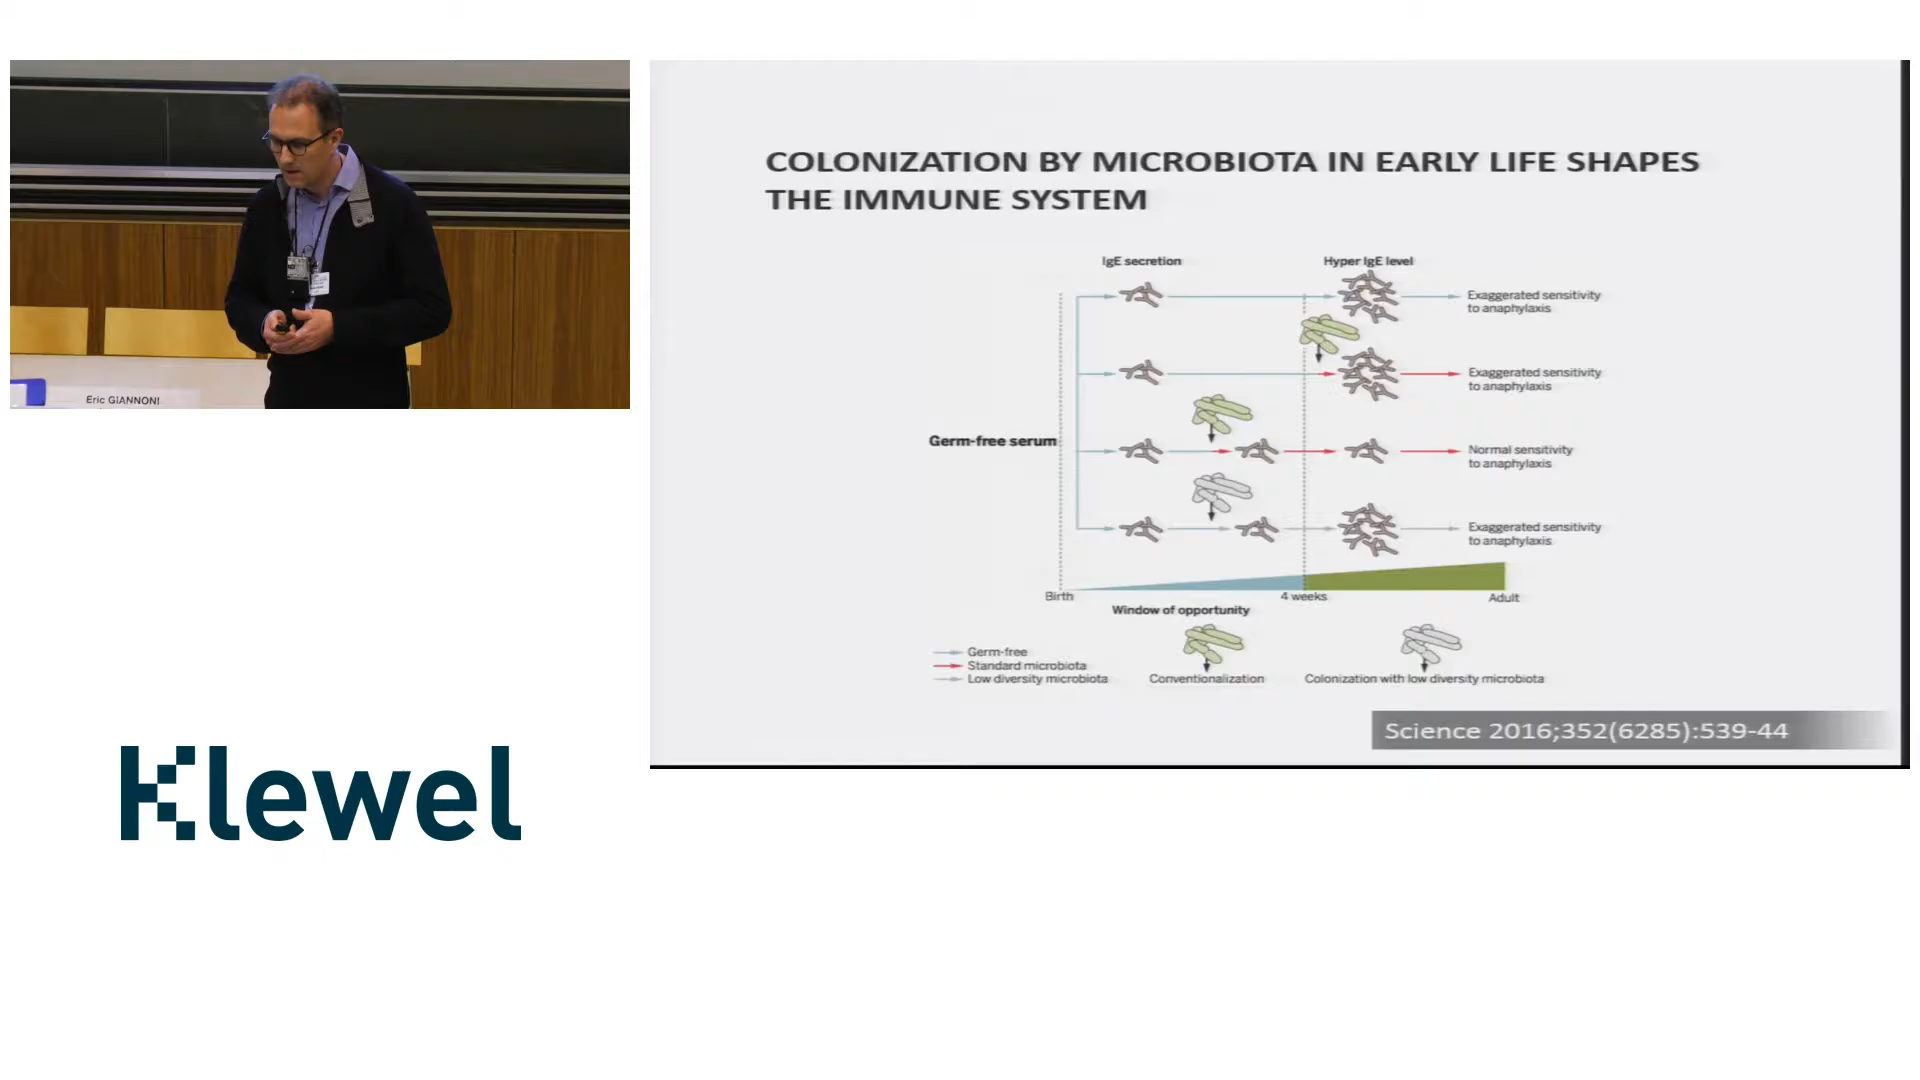 Eric GIANNONI
COLONIZATION BY MICROBIOTA IN EARLY LIFE SHAPES
THE IMMUNE SYSTEM
IgE secretion
Hyper IgE level
Exaggerated sensitivity
to anaphylaxis
Exaggerated sensitivity
to anaphylaxis
Germ-free serum
Normal sensitivity
to anaphylaxis
Exaggerated sensitivity
to anaphylaxis
Birth
4 weeks
Adult
Window of opportunity
Germ-free
Standard microbiota
Low diversity microbiota
Conventionalization
Colonization with low diversity microbiota
Science 2016;352(6285):539-44
Klewel